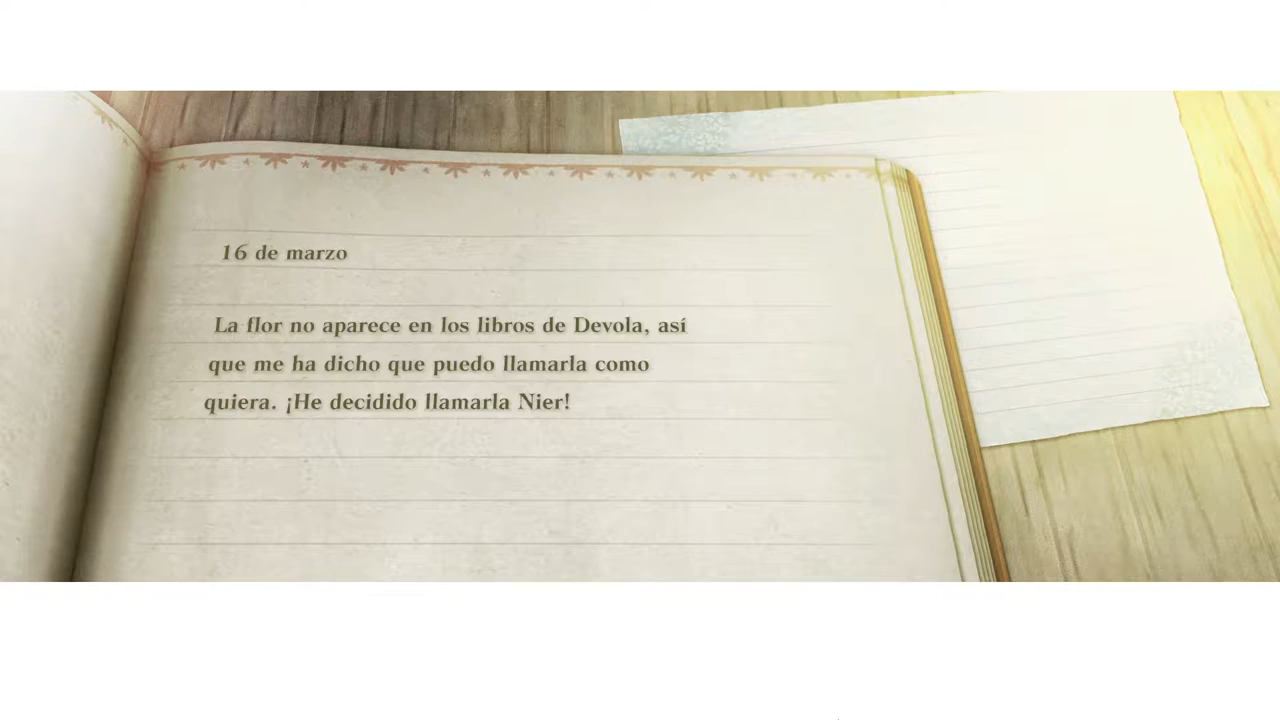 16 de marzo
La flor no aparece en los libros de Devola, así
que me ha dicho que puedo llamarla como
quiera. ¡He decidido llamarla Nier!